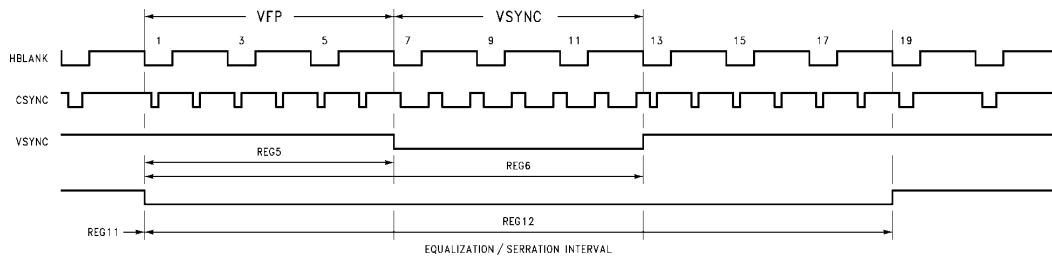 VFP VSYNC
1 3 5 7 9 11 13 15 17 19
HBLANK
CSYNC
VSYNC
REG5
REG6
REG12
REG11
EQUALIZATION / SERRATION INTERVAL